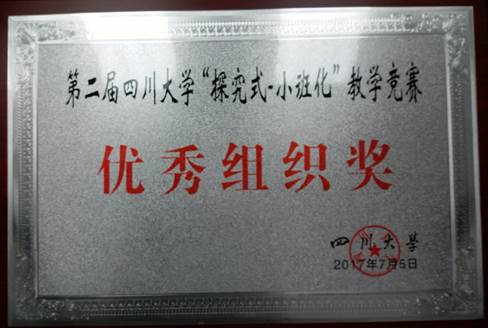 第二届四川大学“探究式-小班化”教学竞赛
优秀组织奖
四川大学
2017年7月5日